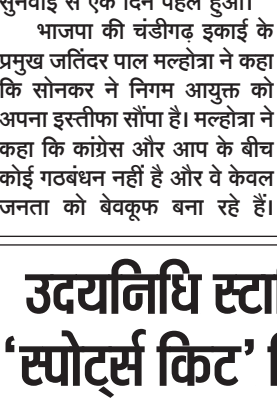 सुनवाई से एक दिन पहले हुआ।
भाजपा की चंडीगढ़ इकाई के
प्रमुख जतिंदर पाल मल्होत्रा ने कहा
कि सोनकर ने निगम आयुक्त को
अपना इस्तीफा सौंपा है। मल्होत्रा ने
कहा कि कांग्रेस और आप के बीच
कोई गठबंधन नहीं है और वे केवल
जनता को बेवकूफ बना रहे हैं।
उदयनिधि
‘स्पोर्ट्स किट’